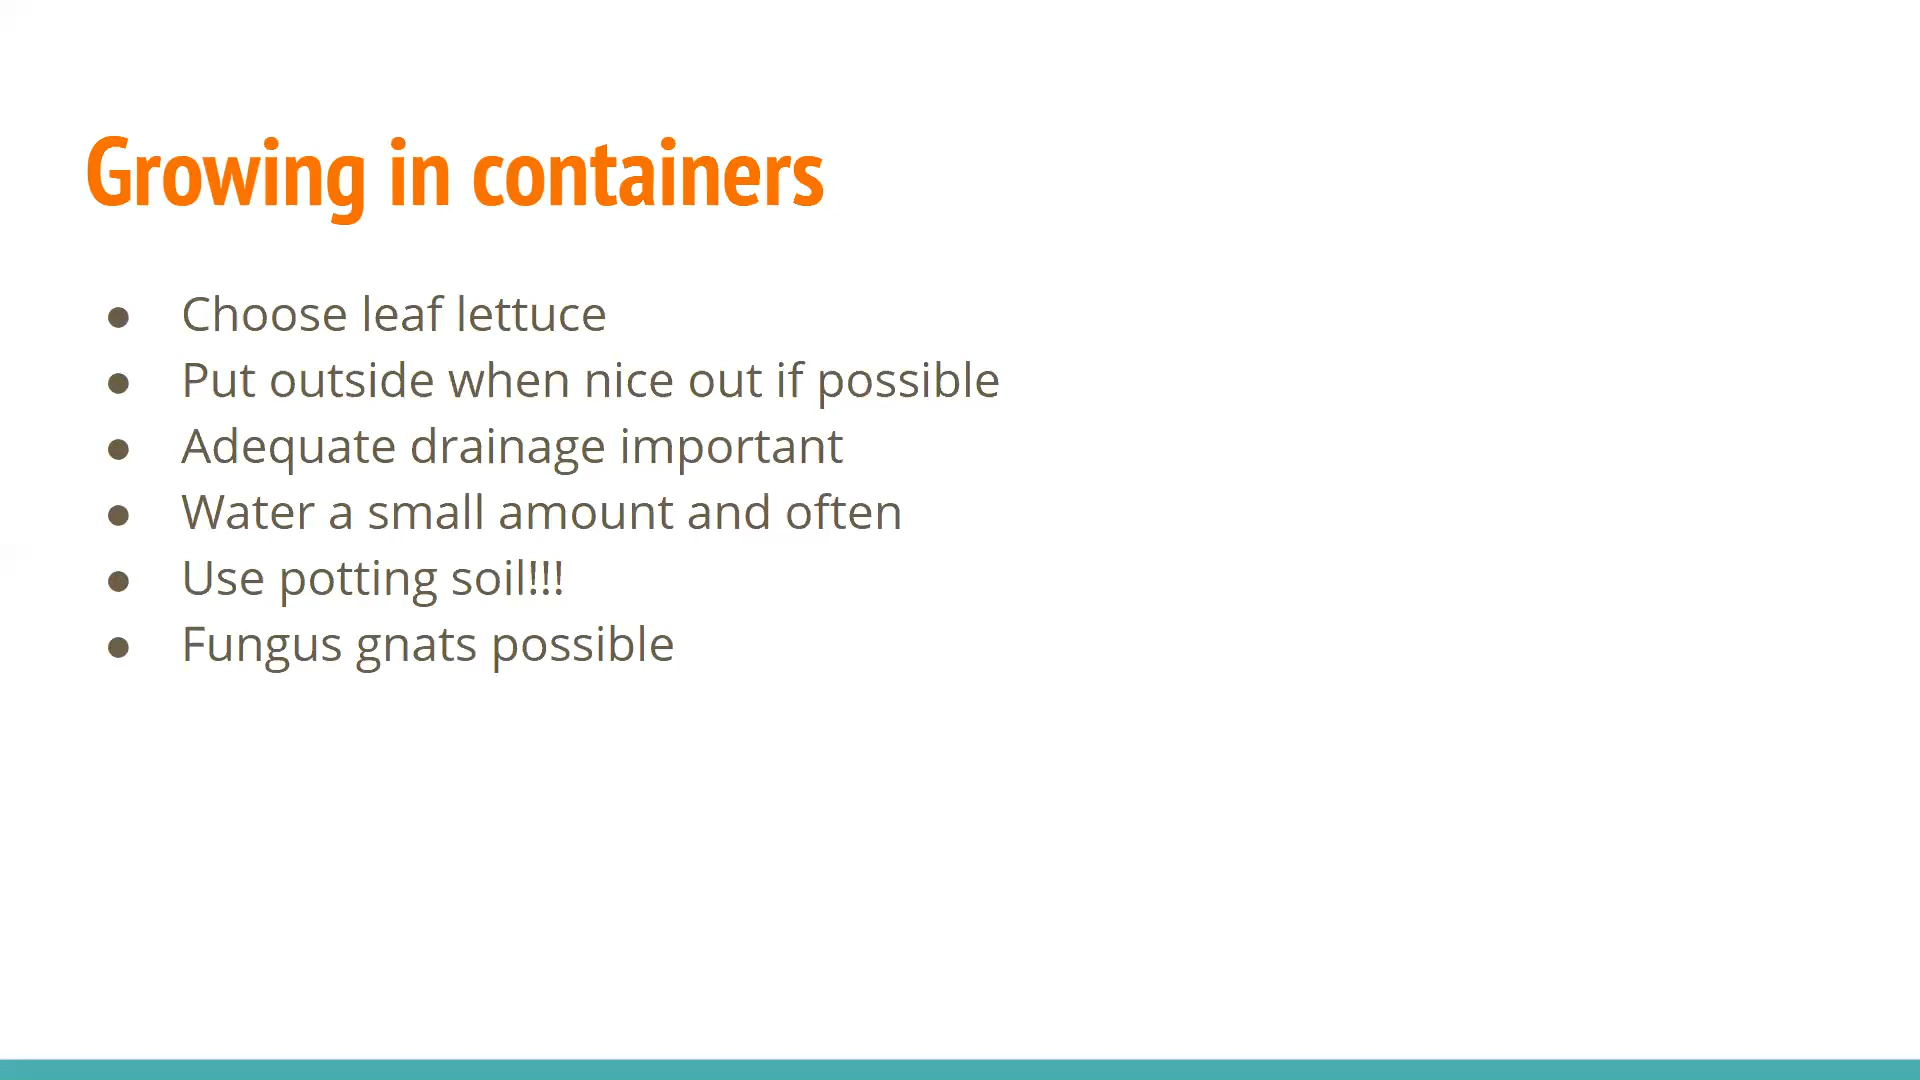 Growing in containers
● Choose leaf lettuce
● Put outside when nice out if possible
● Adequate drainage important
● Water a small amount and often
● Use potting soil!!!
● Fungus gnats possible